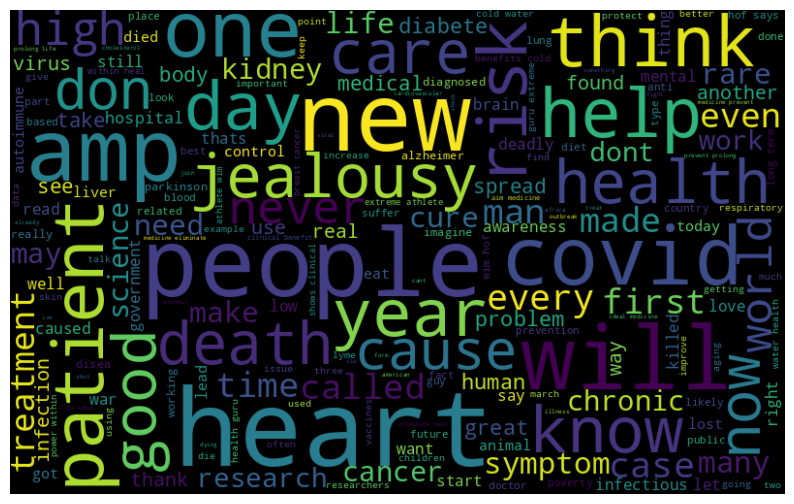 high
one
care
life
diabete
kidney
virus
died
still
body
medical
diagnosed
place
prolong life
cholesterol
within heal
give
look
important
part
point
keep
cold water
hof says
protect
better
done
lung
benefits cold
think
thing
found
mental
rare
another
type
anti
guru extreme
medicine prevent
don
day
new
risk
help
even
based
take
hospital
thats
brain
deadly
work
dont
diet
autoimmune
amp
best
control
alzheimer
find
long term
data
see
liver
jealousy
increase
breast cancer
spread
health
prevent prolong
parkinson
blood
join
extreme athlete
aim medicine
treat
read
related
never
suffer
cure
man
made
africa
outbreak
country
respiratory
already
really
science
need
use
real
example
imagine
awareness
today
talk
medicine eliminate
clinical benefit
wim hof
athlete wim
may
government
patient
people
covid
world
much
cant
getting
well
skin
without
eat
shows clinical
year
every
first
love
ideal medicine
make
low
caused
death
cause
problem
prevention
way
killed
improve
aging
water health
treatment
infection
good
disea
lyme
fact
human
will
now
time
called
issue
three
guy
say
march
war
lead
working
health guru
american
vaccines
chronic
likely
right
power within
using
heart
know
lost
great
illness
public
used
future
animal
want
symptom
case
many
got
thank
die
dying
often
research
children
researchers
cancer
start
doctor
poverty
infectious
let
going
two
something